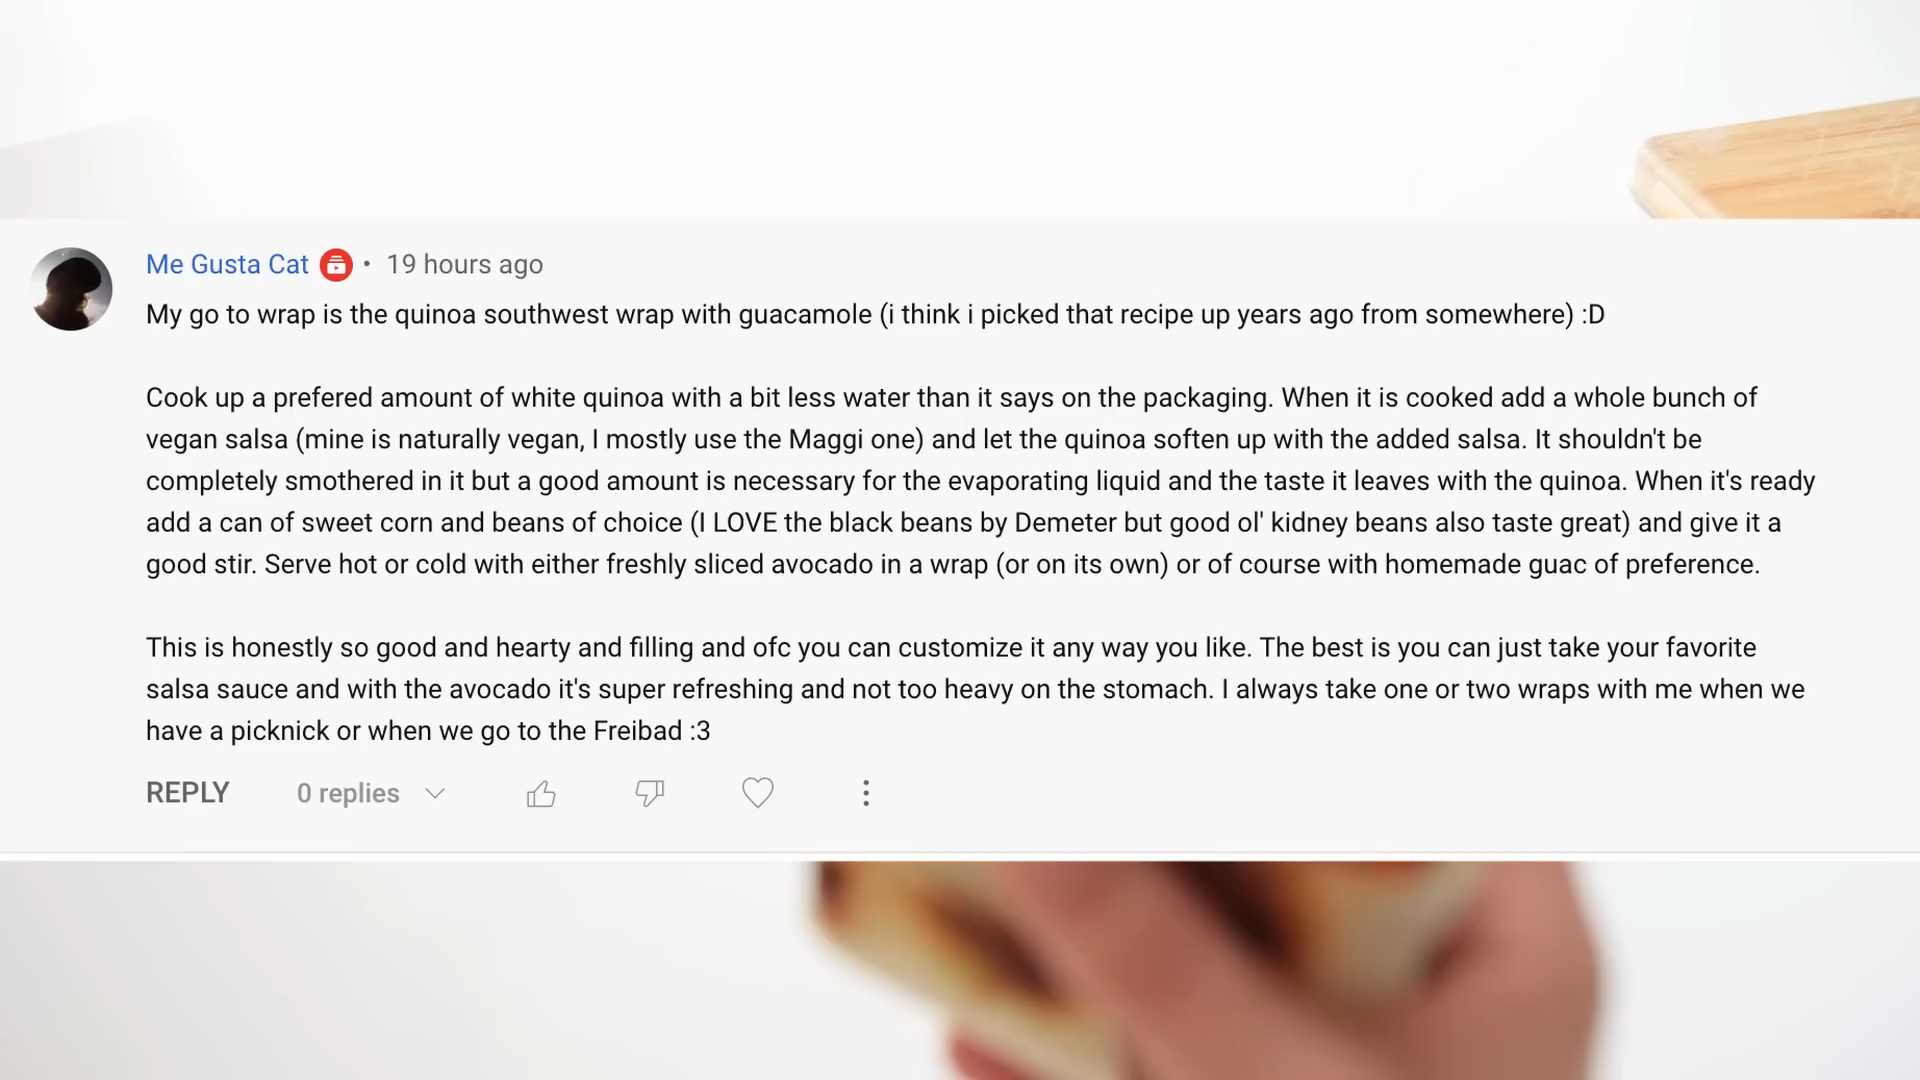 Me Gusta Cat • 19 hours ago
My go to wrap is the quinoa southwest wrap with guacamole (i think i picked that recipe up years ago from somewhere) :D
Cook up a prefered amount of white quinoa with a bit less water than it says on the packaging. When it is cooked add a whole bunch of
vegan salsa (mine is naturally vegan, I mostly use the Maggi one) and let the quinoa soften up with the added salsa. It shouldn't be
completely smothered in it but a good amount is necessary for the evaporating liquid and the taste it leaves with the quinoa. When it's ready
add a can of sweet corn and beans of choice (I LOVE the black beans by Demeter but good ol' kidney beans also taste great) and give it a
good stir. Serve hot or cold with either freshly sliced avocado in a wrap (or on its own) or of course with homemade guac of preference.
This is honestly so good and hearty and filling and ofc you can customize it any way you like. The best is you can just take your favorite
salsa sauce and with the avocado it's super refreshing and not too heavy on the stomach. I always take one or two wraps with me when we
have a picknick or when we go to the Freibad :3
REPLY 0 replies